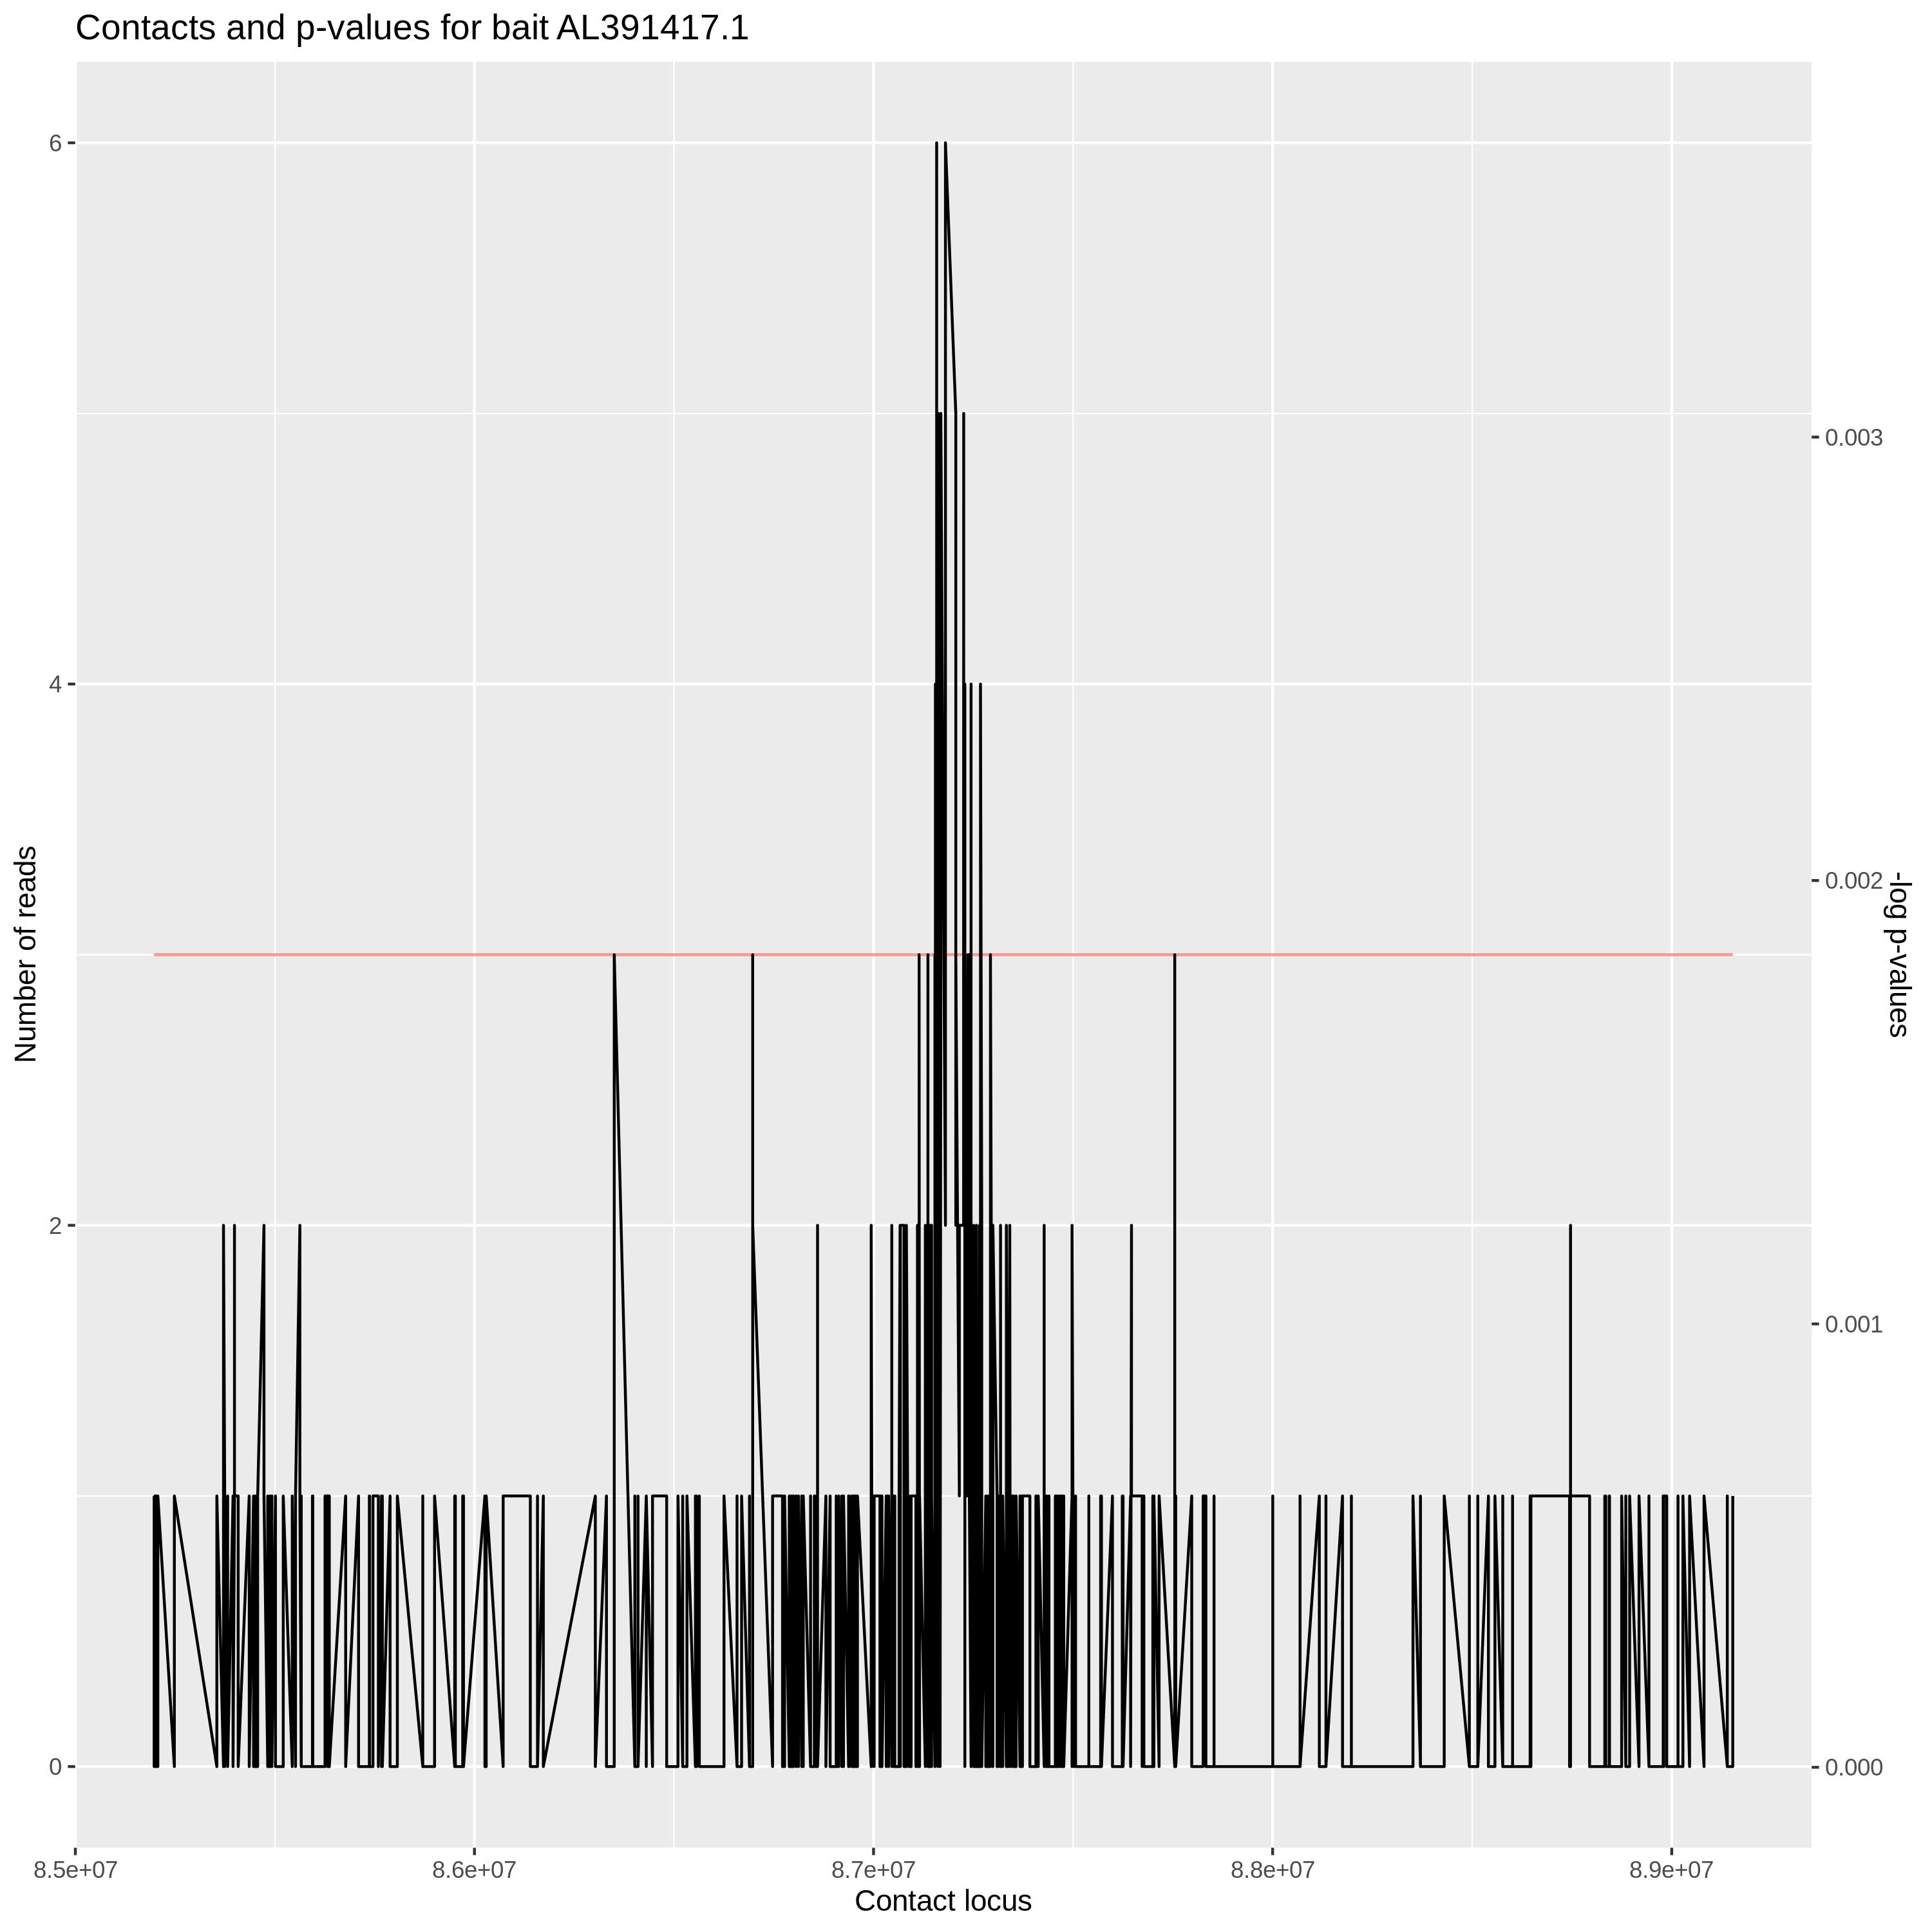 Contacts and p-values for bait AL391417.1
6
4
2
0
Number of reads
0.003
0.002
0.001
0.000
-log p-values
8.5e+07 8.6e+07 8.7e+07 8.8e+07 8.9e+07
Contact locus